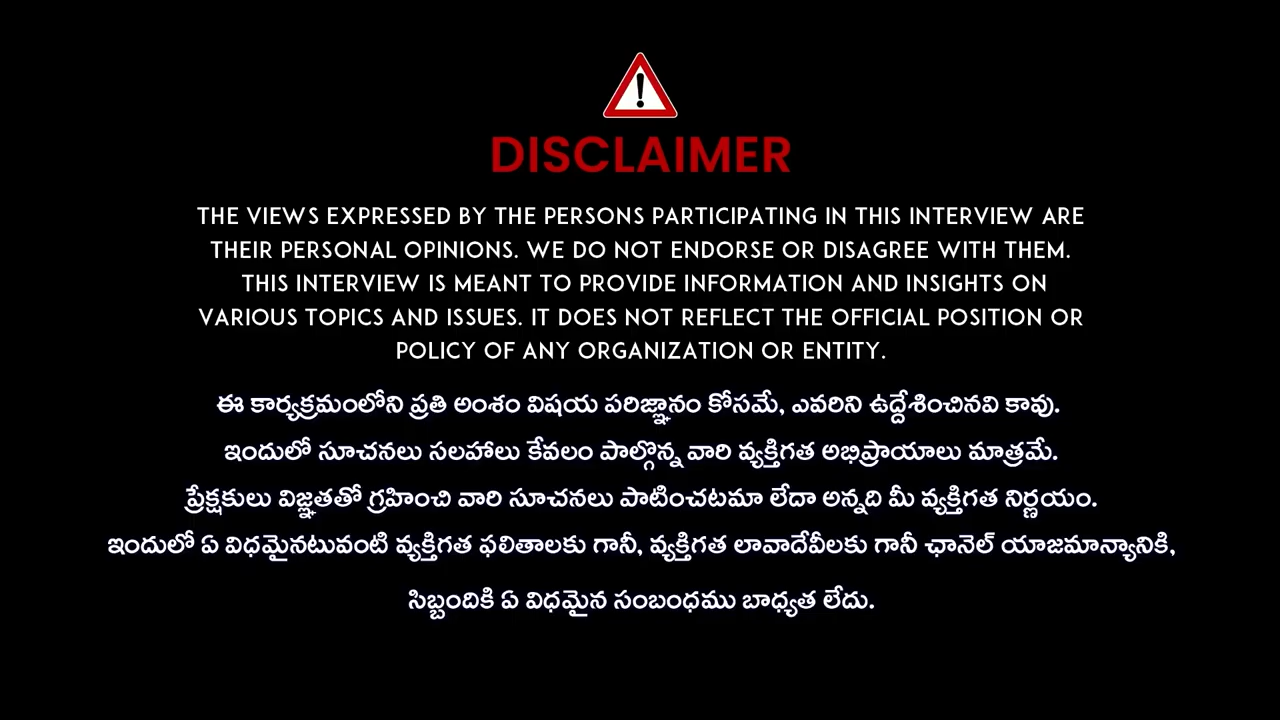 DISCLAIMER
THE VIEWS EXPRESSED BY THE PERSONS PARTICIPATING IN THIS INTERVIEW ARE
THEIR PERSONAL OPINIONS. WE DO NOT ENDORSE OR DISAGREE WITH THEM.
THIS INTERVIEW IS MEANT TO PROVIDE INFORMATION AND INSIGHTS ON
VARIOUS TOPICS AND ISSUES. IT DOES NOT REFLECT THE OFFICIAL POSITION OR
POLICY OF ANY ORGANIZATION OR ENTITY.
ఈ కార్యక్రమంలోని ప్రతి అంశం విషయ పరిజ్ఞానం కోసమే, ఎవరిని ఉద్దేశించినవి కావు.
ఇందులో సూచనలు సలహాలు కేవలం పాల్గొన్న వారి వ్యక్తిగత అభిప్రాయాలు మాత్రమే.
ప్రేక్షకులు విజ్ఞతతో గ్రహించి వారి సూచనలు పాటించటమా లేదా అన్నది మీ వ్యక్తిగత నిర్ణయం.
ఇందులో ఏ విధమైనటువంటి వ్యక్తిగత ఫలితాలకు గానీ, వ్యక్తిగత లావాదేవీలకు గానీ ఛానెల్ యాజమాన్యానికి,
సిబ్బందికి ఏ విధమైన సంబంధము బాధ్యత లేదు.